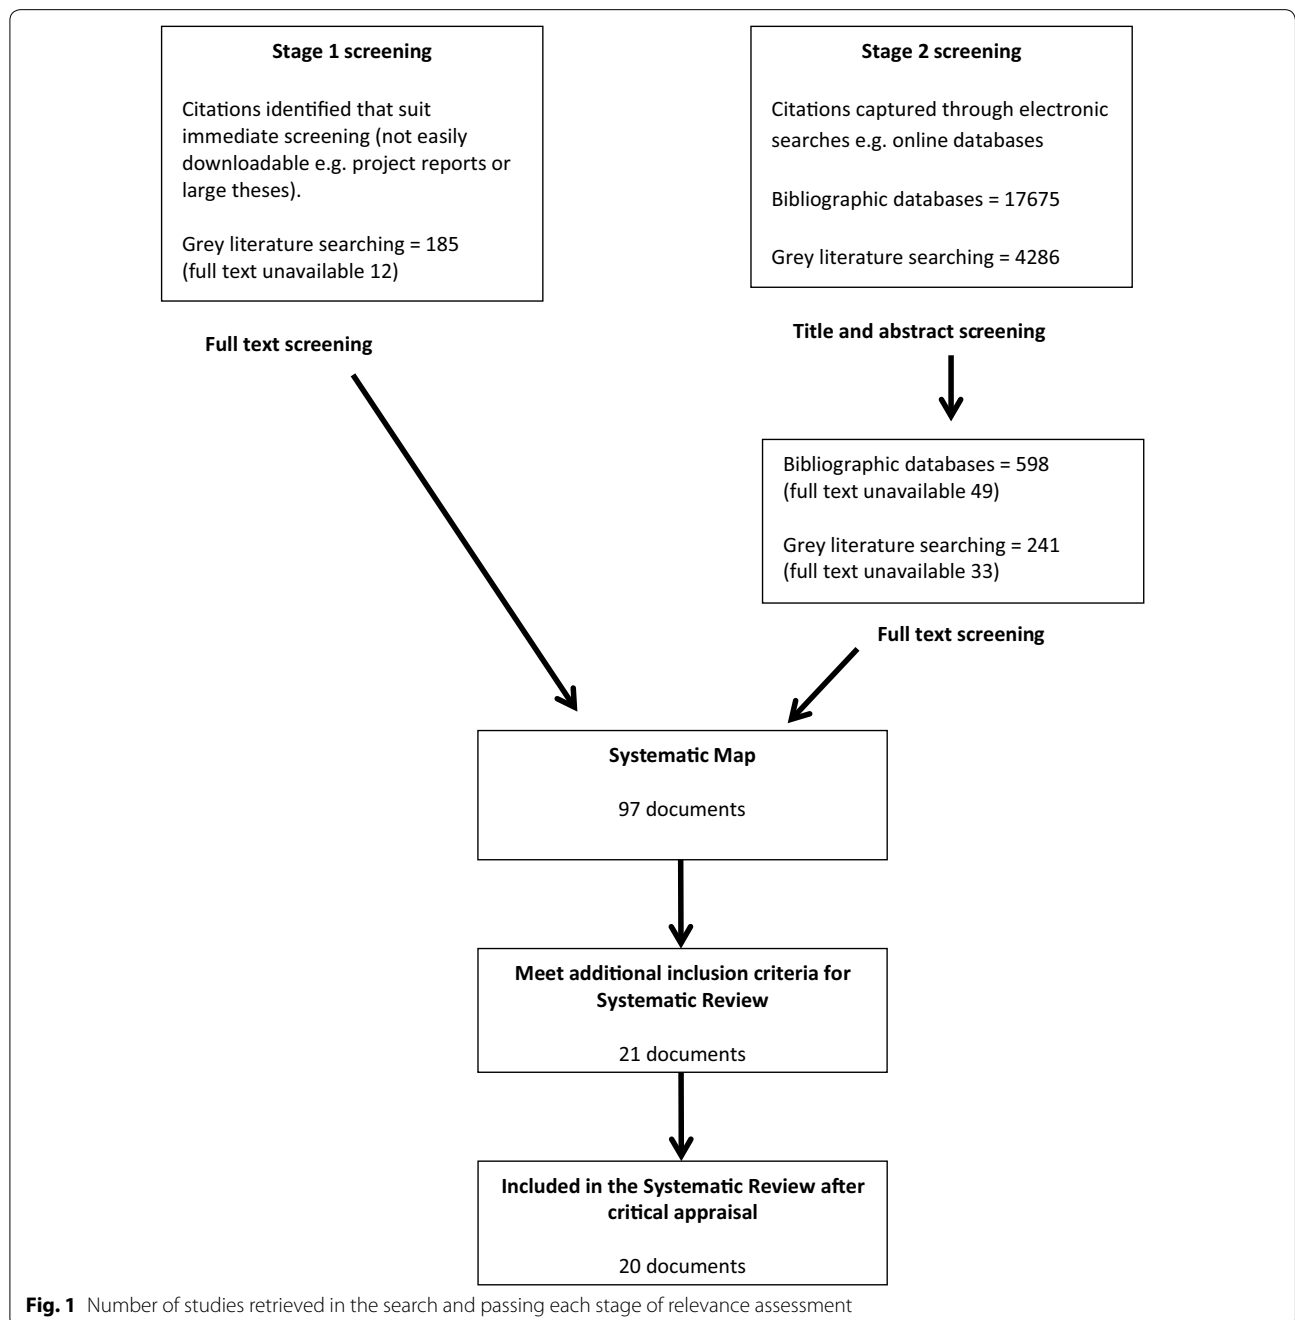 Stage 1 screening
Citations identified that suit
immediate screening (not easily
downloadable e.g. project reports or
large theses).
Grey literature searching = 185
(full text unavailable 12)
Full text screening
Stage 2 screening
Citations captured through electronic
searches e.g. online databases
Bibliographic databases = 17675
Grey literature searching = 4286
Title and abstract screening
Bibliographic databases = 598
(full text unavailable 49)
Grey literature searching = 241
(full text unavailable 33)
Full text screening
Systematic Map
97 documents
Meet additional inclusion criteria for
Systematic Review
21 documents
Included in the Systematic Review after
critical appraisal
20 documents
Fig. 1 Number of studies retrieved in the search and passing each stage of relevance assessment